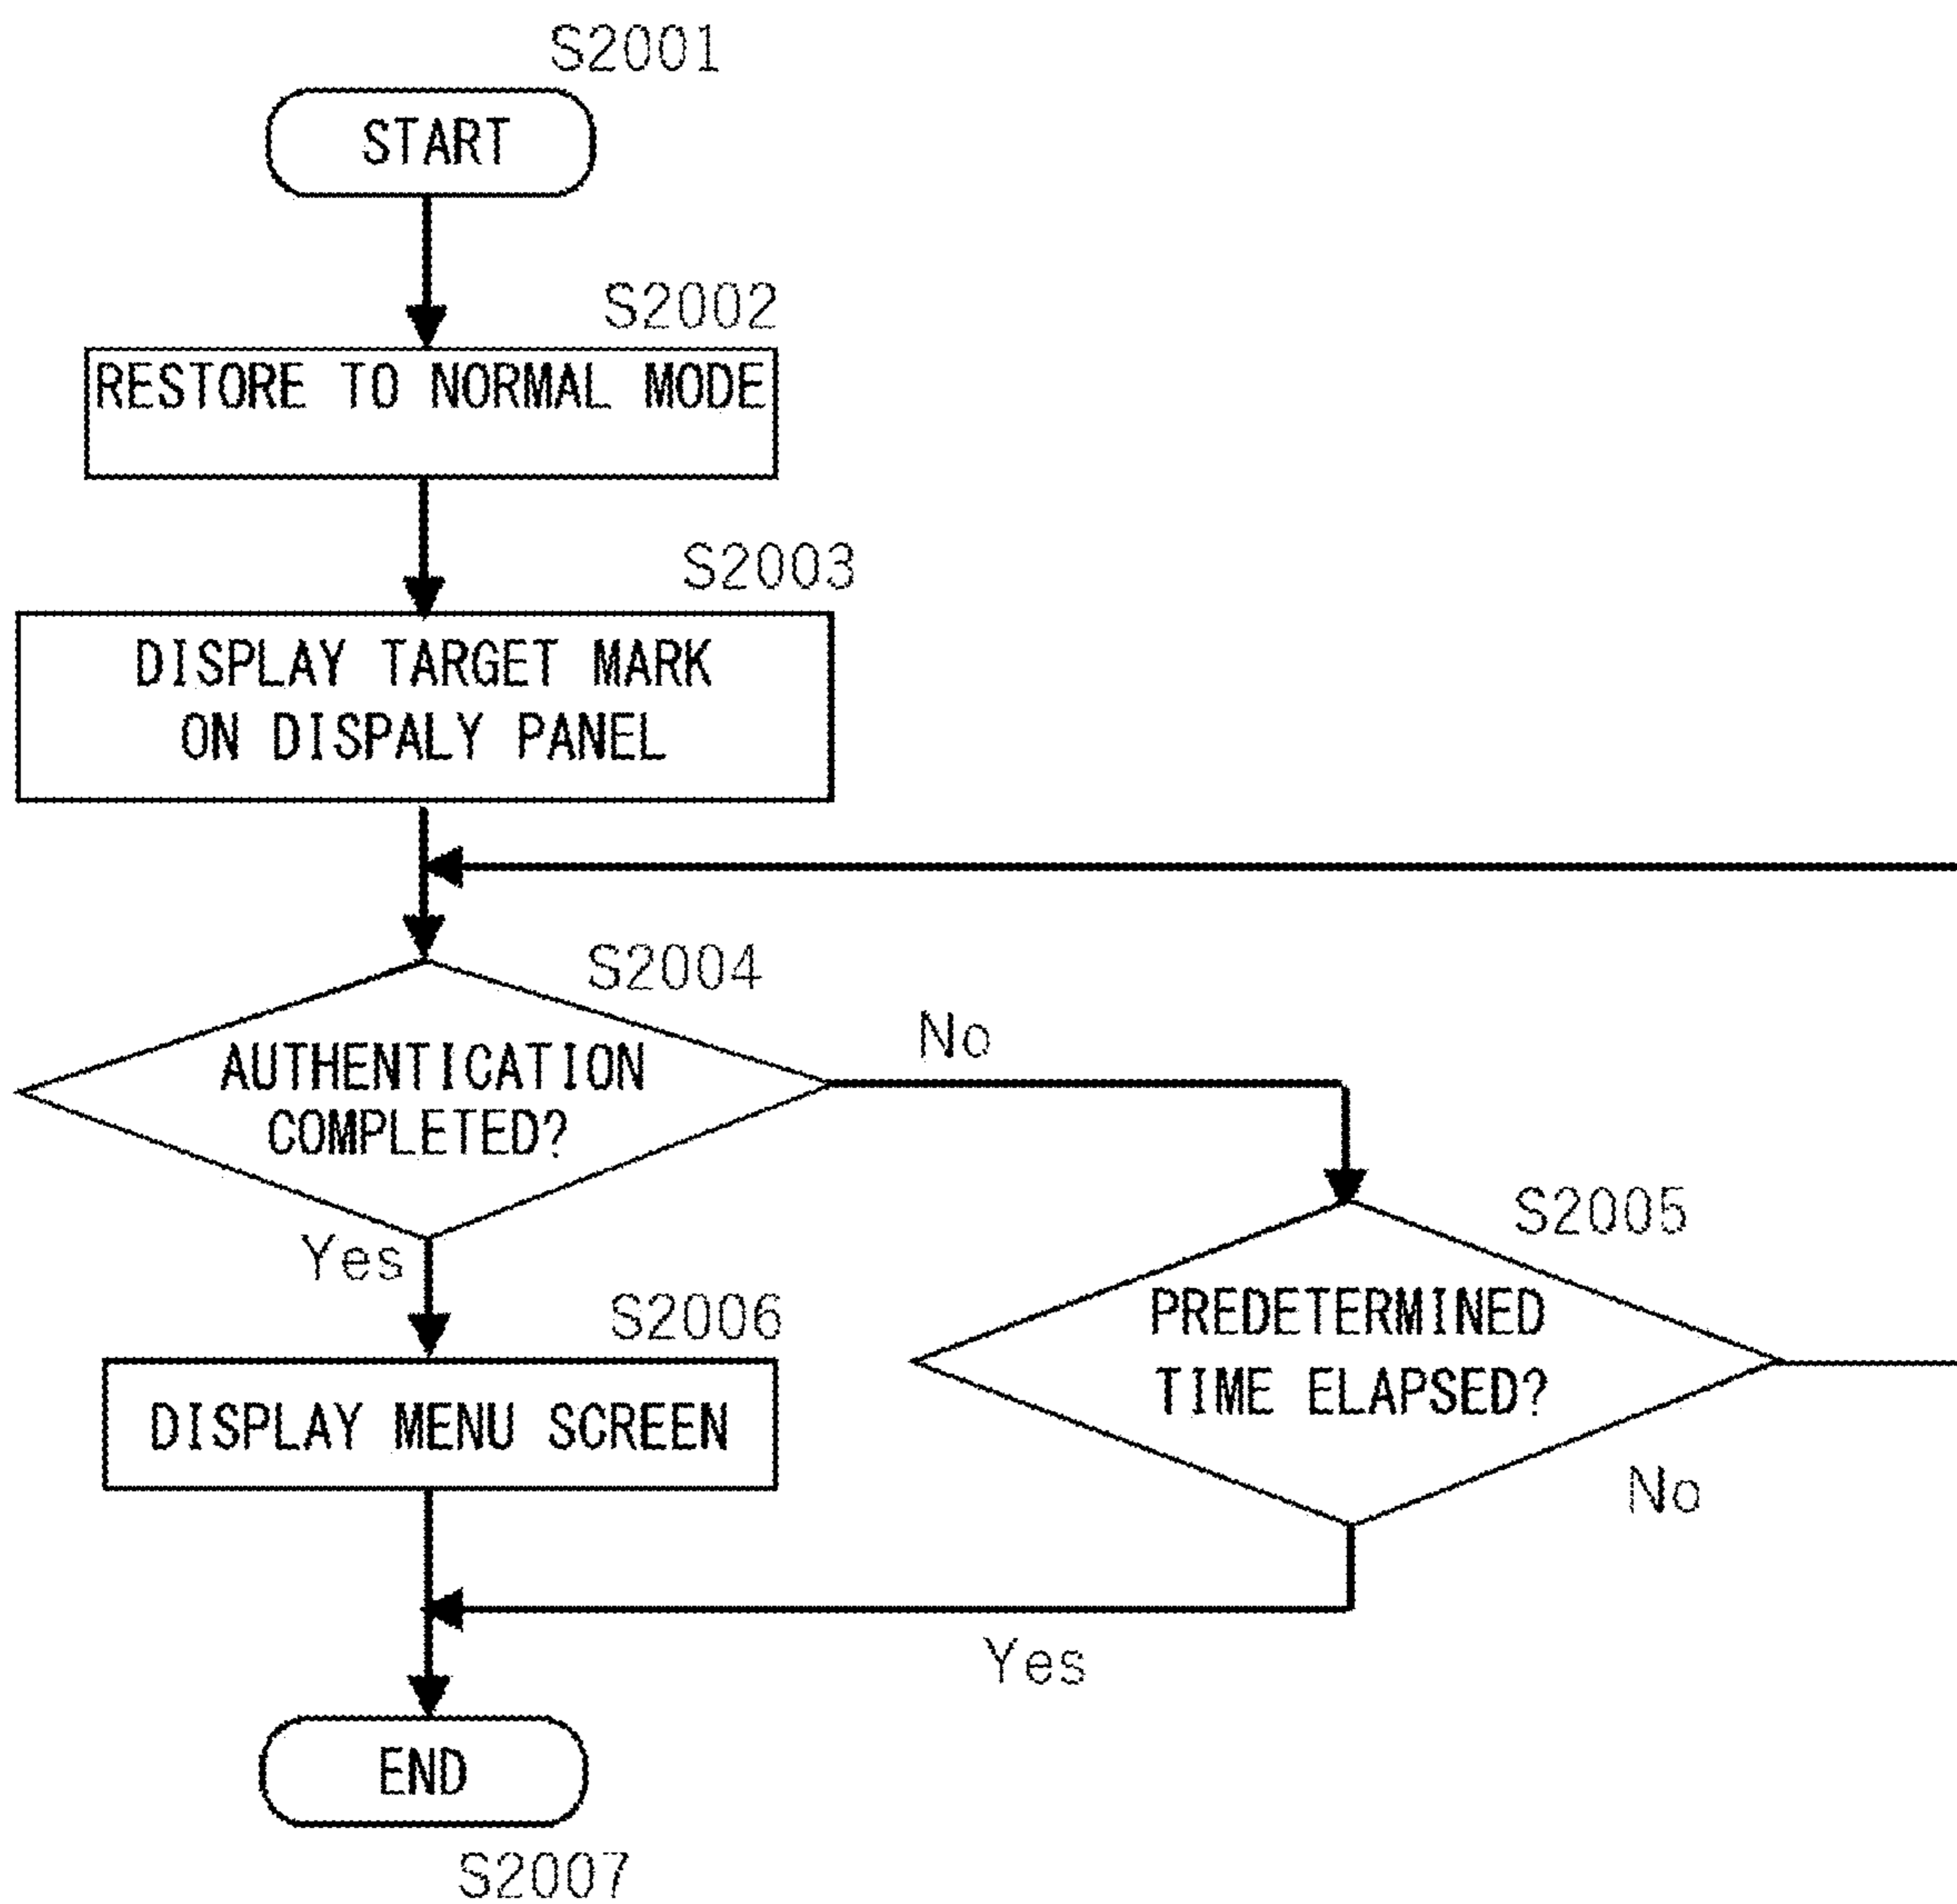 S2001
START
S2002
RESTORE TO NORMAL MODE
S2003
DISPLAY TARGET MARK
ON DISPALY PANEL
S2004
AUTHENTICATION
COMPLETED?
No
Yes
S2005
PREDETERMINED
TIME ELAPSED?
No
Yes
S2006
DISPLAY MENU SCREEN
END
S2007